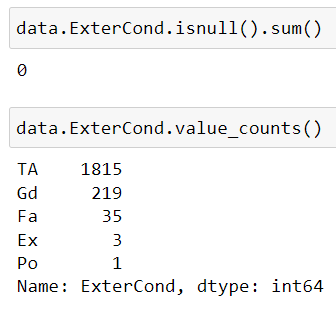 data.ExterCond.isnull().sum()
0
data.ExterCond.value_counts()
TA    1815
Gd     219
Fa      35
Ex       3
Po       1
Name: ExterCond, dtype: int64